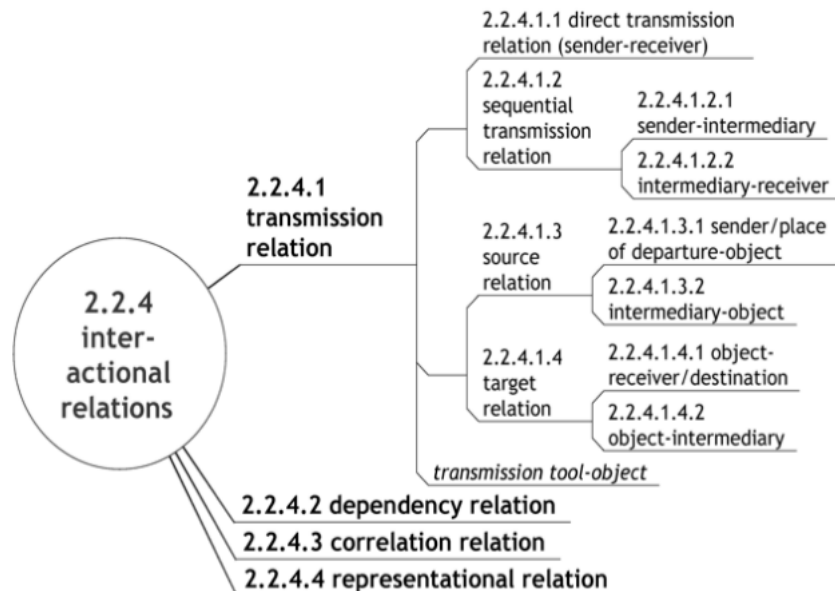 2.2.4
inter-
actional
relations
2.2.4.1
transmission
relation
2.2.4.1.1 direct transmission
relation (sender-receiver)
2.2.4.1.2
sequential
transmission
relation
2.2.4.1.2.1
sender-intermediary
2.2.4.1.2.2
intermediary-receiver
2.2.4.1.3
source
relation
2.2.4.1.3.1 sender/place
of departure-object
2.2.4.1.3.2
intermediary-object
2.2.4.1.4
target
relation
2.2.4.1.4.1 object-
receiver/destination
2.2.4.1.4.2
object-intermediary
transmission tool-object
2.2.4.2 dependency relation
2.2.4.3 correlation relation
2.2.4.4 representational relation